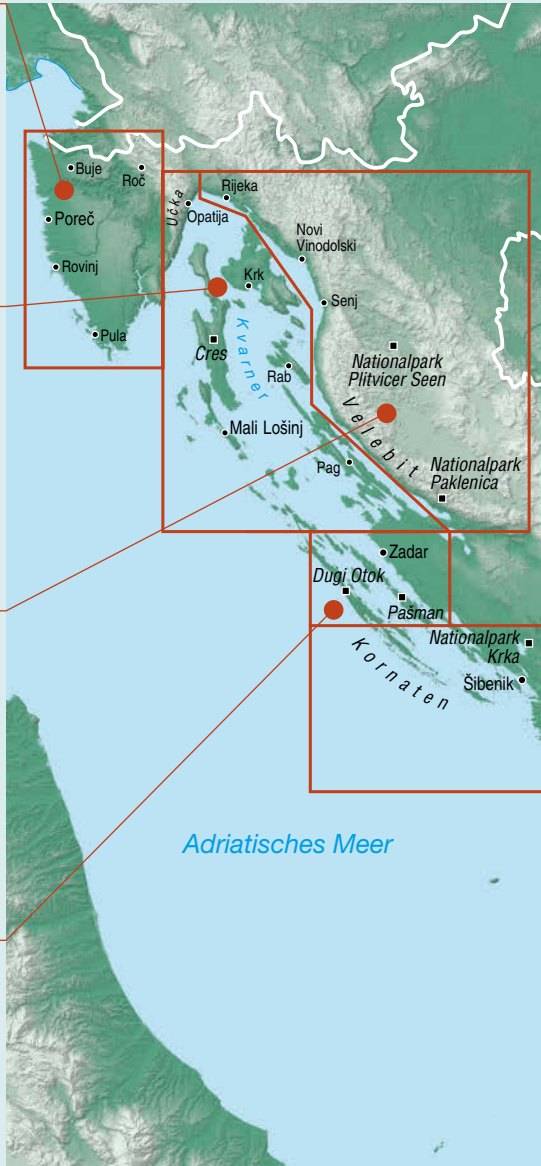 Buje
Roč
Učka
Rijeka
Opatija
Poreč
Novi
Vinodolski
Rovinj
Krk
Senj
Kvarner
Pula
Cres
Nationalpark
Plitvicer Seen
Rab
Velebit
Mali Lošinj
Pag
Nationalpark
Paklenica
Zadar
Dugi Otok
Pašman
Nationalpark
Krka
Kornaten
Šibenik
Adriatisches Meer